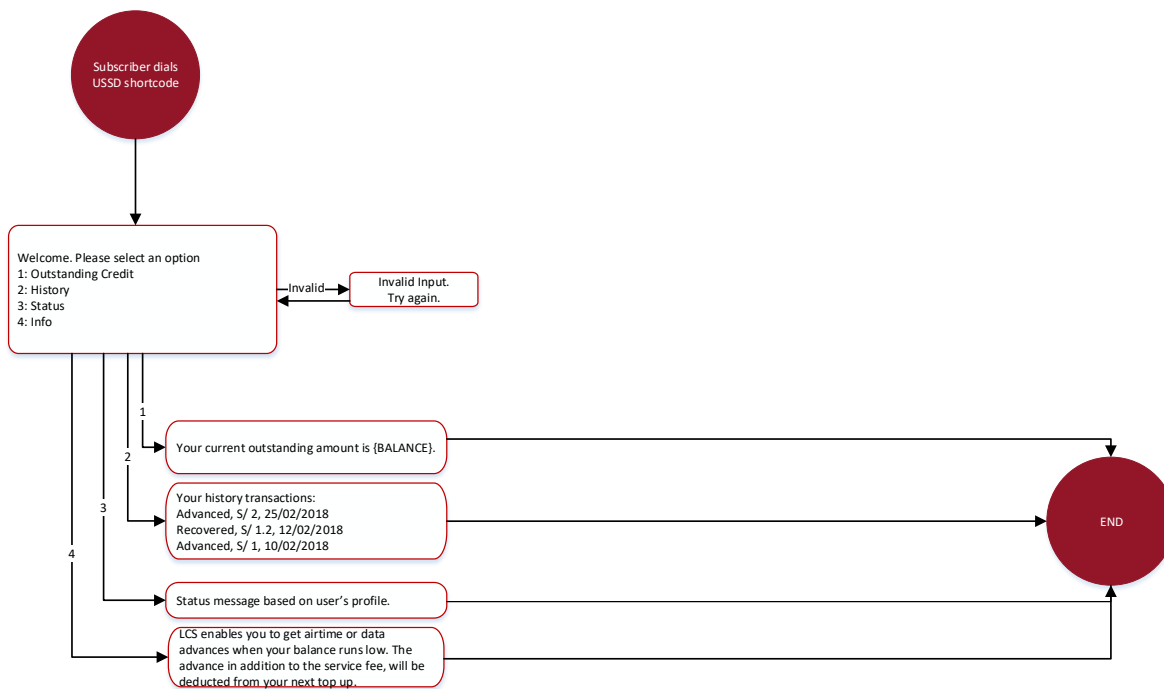 Subscriber dials
USSD shortcode
Welcome. Please select an option
1: Outstanding Credit
2: History
3: Status
4: Info
Invalid
Invalid Input.
Try again.
1
Your current outstanding amount is {BALANCE}.
2
Your history transactions:
Advanced, S/ 2, 25/02/2018
Recovered, S/ 1.2, 12/02/2018
Advanced, S/ 1, 10/02/2018
END
3
Status message based on user’s profile.
4
LCS enables you to get airtime or data
advances when your balance runs low. The
advance in addition to the service fee, will be
deducted from your next top up.